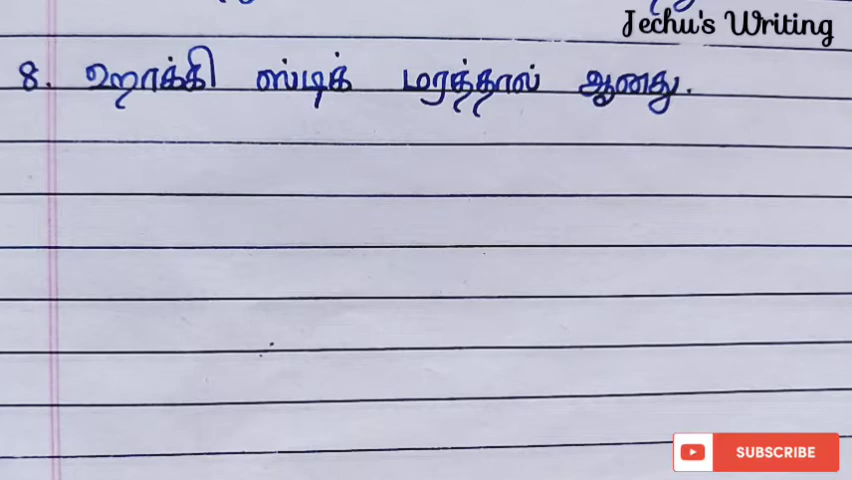 Jechu's Writing
8. ஹாக்கி ஸ்டிக் மரத்தால் ஆனது.
SUBSCRIBE